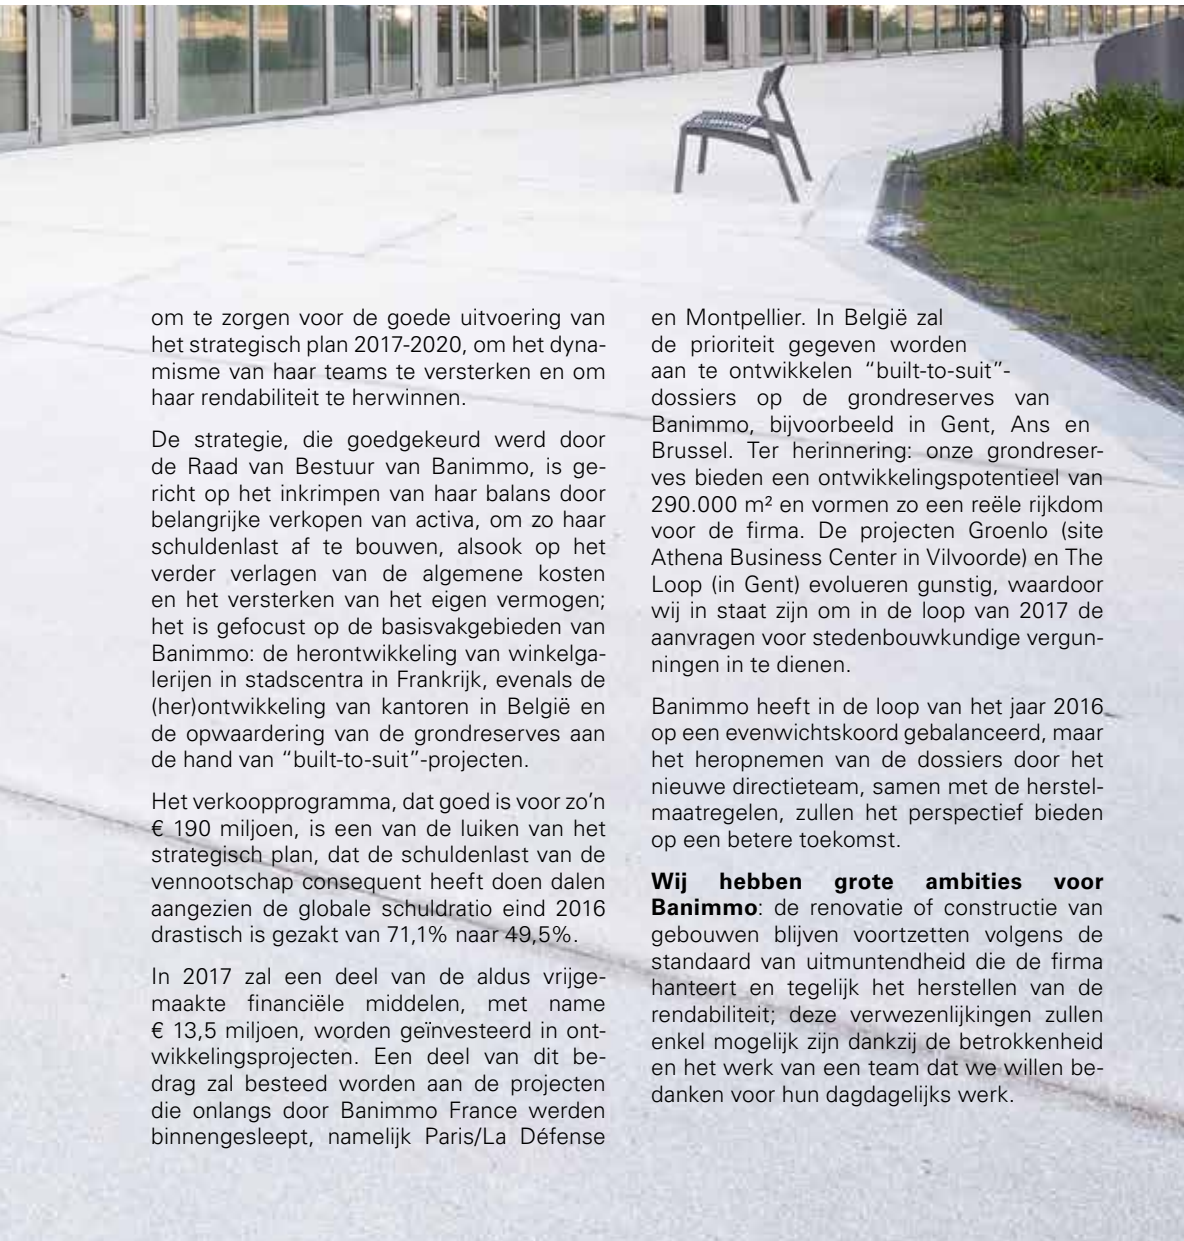 om te zorgen voor de goede uitvoering van
het strategisch plan 2017-2020, om het dyna-
misme van haar teams te versterken en om
haar rendabiliteit te herwinnen.
De strategie, die goedgekeurd werd door
de Raad van Bestuur van Banimmo, is ge-
richt op het inkrimpen van haar balans door
belangrijke verkopen van activa, om zo haar
schuldenlast af te bouwen, alsook op het
verder verlagen van de algemene kosten
en het versterken van het eigen vermogen;
het is gefocust op de basisvakgebieden van
Banimmo: de herontwikkeling van winkelga-
lerijen in stadscentra in Frankrijk, evenals de
(her)ontwikkeling van kantoren in België en
de opwaardering van de grondreserves aan
de hand van “built-to-suit”-projecten.
Het verkoopprogramma, dat goed is voor zo’n
€ 190 miljoen, is een van de luiken van het
strategisch plan, dat de schuldenlast van de
vennootschap consequent heeft doen dalen
aangezien de globale schuldratio eind 2016
drastisch is gezakt van 71,1% naar 49,5%.
In 2017 zal een deel van de aldus vrijge-
maakte financiële middelen, met name
€ 13,5 miljoen, worden geïnvesteerd in ont-
wikkelingsprojecten. Een deel van dit be-
drag zal besteed worden aan de projecten
die onlangs door Banimmo France werden
binnengesleept, namelijk Paris/La Défense
en Montpellier. In België zal
de prioriteit gegeven worden
aan te ontwikkelen “built-to-suit”-
dossiers op de grondreserves van
Banimmo, bijvoorbeeld in Gent, Ans en
Brussel. Ter herinnering: onze grondreser-
ves bieden een ontwikkelingspotentieel van
290.000 m² en vormen zo een reële rijkdom
voor de firma. De projecten Groenlo (site
Athena Business Center in Vilvoorde) en The
Loop (in Gent) evolueren gunstig, waardoor
wij in staat zijn om in de loop van 2017 de
aanvragen voor stedenbouwkundige vergun-
ningen in te dienen.
Banimmo heeft in de loop van het jaar 2016
op een evenwichtskoord gebalanceerd, maar
het heropnemen van de dossiers door het
nieuwe directieteam, samen met de herstel-
maatregelen, zullen het perspectief bieden
op een betere toekomst.
Wij hebben grote ambities voor
Banimmo: de renovatie of constructie van
gebouwen blijven voortzetten volgens de
standaard van uitmuntendheid die de firma
hanteert en tegelijk het herstellen van de
rendabiliteit; deze verwezenlijkingen zullen
enkel mogelijk zijn dankzij de betrokkenheid
en het werk van een team dat we willen be-
danken voor hun dagdagelijks werk.